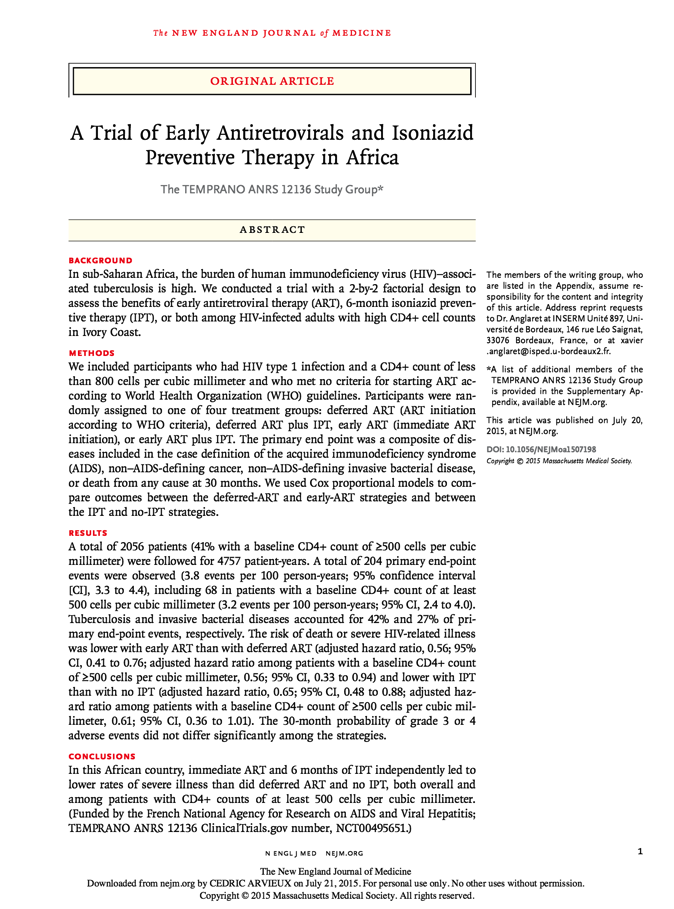 The NEW ENGLAND JOURNAL of MEDICINE
ORIGINAL ARTICLE
A Trial of Early Antiretrovirals and Isoniazid
Preventive Therapy in Africa
The TEMPRANO ANRS 12136 Study Group*
ABSTRACT
BACKGROUND
In sub-Saharan Africa, the burden of human immunodeficiency virus (HIV)–associ-
ated tuberculosis is high. We conducted a trial with a 2-by-2 factorial design to
assess the benefits of early antiretroviral therapy (ART), 6-month isoniazid preven-
tive therapy (IPT), or both among HIV-infected adults with high CD4+ cell counts
in Ivory Coast.
METHODS
We included participants who had HIV type 1 infection and a CD4+ count of less
than 800 cells per cubic millimeter and who met no criteria for starting ART ac-
cording to World Health Organization (WHO) guidelines. Participants were ran-
domly assigned to one of four treatment groups: deferred ART (ART initiation
according to WHO criteria), deferred ART plus IPT, early ART (immediate ART
initiation), or early ART plus IPT. The primary end point was a composite of dis-
eases included in the case definition of the acquired immunodeficiency syndrome
(AIDS), non–AIDS-defining cancer, non–AIDS-defining invasive bacterial disease,
or death from any cause at 30 months. We used Cox proportional models to com-
pare outcomes between the deferred-ART and early-ART strategies and between
the IPT and no-IPT strategies.
RESULTS
A total of 2056 patients (41% with a baseline CD4+ count of ≥500 cells per cubic
millimeter) were followed for 4757 patient-years. A total of 204 primary end-point
events were observed (3.8 events per 100 person-years; 95% confidence interval
[CI], 3.3 to 4.4), including 68 in patients with a baseline CD4+ count of at least
500 cells per cubic millimeter (3.2 events per 100 person-years; 95% CI, 2.4 to 4.0).
Tuberculosis and invasive bacterial diseases accounted for 42% and 27% of pri-
mary end-point events, respectively. The risk of death or severe HIV-related illness
was lower with early ART than with deferred ART (adjusted hazard ratio, 0.56; 95%
CI, 0.41 to 0.76; adjusted hazard ratio among patients with a baseline CD4+ count
of ≥500 cells per cubic millimeter, 0.56; 95% CI, 0.33 to 0.94) and lower with IPT
than with no IPT (adjusted hazard ratio, 0.65; 95% CI, 0.48 to 0.88; adjusted haz-
ard ratio among patients with a baseline CD4+ count of ≥500 cells per cubic mil-
limeter, 0.61; 95% CI, 0.36 to 1.01). The 30-month probability of grade 3 or 4
adverse events did not differ significantly among the strategies.
CONCLUSIONS
In this African country, immediate ART and 6 months of IPT independently led to
lower rates of severe illness than did deferred ART and no IPT, both overall and
among patients with CD4+ counts of at least 500 cells per cubic millimeter.
(Funded by the French National Agency for Research on AIDS and Viral Hepatitis;
TEMPRANO ANRS 12136 ClinicalTrials.gov number, NCT00495651.)
The members of the writing group, who
are listed in the Appendix, assume re-
sponsibility for the content and integrity
of this article. Address reprint requests
to Dr. Anglaret at INSERM Unité 897, Uni-
versité de Bordeaux, 146 rue Léo Saignat,
33076 Bordeaux, France, or at xavier
.anglaret@isped.u-bordeaux2.fr.
*A list of additional members of the
TEMPRANO ANRS 12136 Study Group
is provided in the Supplementary Ap-
pendix, available at NEJM.org.
This article was published on July 20,
2015, at NEJM.org.
DOI: 10.1056/NEJMoa1507198
Copyright © 2015 Massachusetts Medical Society.
N ENGL J MED NEJM.ORG
1
The New England Journal of Medicine
Downloaded from nejm.org by CEDRIC ARVIEUX on July 21, 2015. For personal use only. No other uses without permission.
Copyright © 2015 Massachusetts Medical Society. All rights reserved.